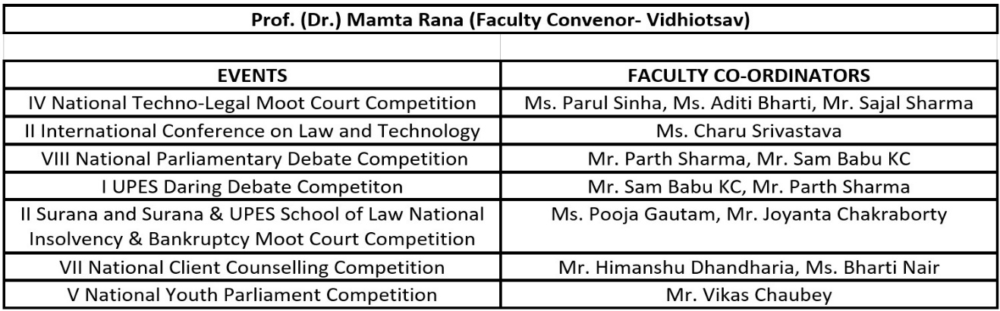 Prof. (Dr.) Mamta Rana (Faculty Convenor- Vidhiotsav)
EVENTS
FACULTY CO-ORDINATORS
IV National Techno-Legal Moot Court Competition
Ms. Parul Sinha, Ms. Aditi Bharti, Mr. Sajal Sharma
II International Conference on Law and Technology
Ms. Charu Srivastava
VIII National Parliamentary Debate Competition
Mr. Parth Sharma, Mr. Sam Babu KC
I UPES Daring Debate Competiton
Mr. Sam Babu KC, Mr. Parth Sharma
II Surana and Surana & UPES School of Law National
Insolvency & Bankruptcy Moot Court Competition
Ms. Pooja Gautam, Mr. Joyanta Chakraborty
VII National Client Counselling Competition
Mr. Himanshu Dhandharia, Ms. Bharti Nair
V National Youth Parliament Competition
Mr. Vikas Chaubey